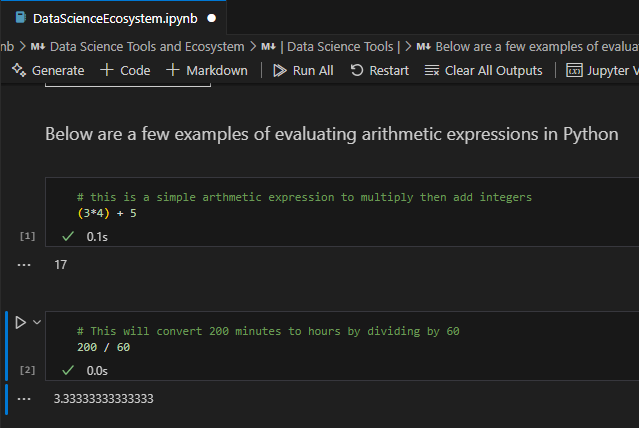 DataScienceEcosystem.ipynb
nb > M↓ Data Science Tools and Ecosystem > M↓ | Data Science Tools | > M↓ Below are a few examples of evalua
Generate + Code + Markdown Run All Restart Clear All Outputs Jupyter V
Below are a few examples of evaluating arithmetic expressions in Python
# this is a simple arthmetic expression to multiply then add integers
(3*4) + 5
[1] ✓ 0.1s
... 17
# This will convert 200 minutes to hours by dividing by 60
200 / 60
[2] ✓ 0.0s
... 3.33333333333333